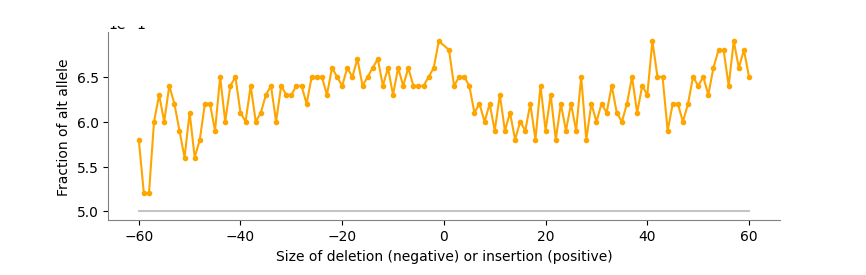 6.5
6.0
5.5
5.0
Fraction of alt allele
−60 −40 −20 0 20 40 60
Size of deletion (negative) or insertion (positive)